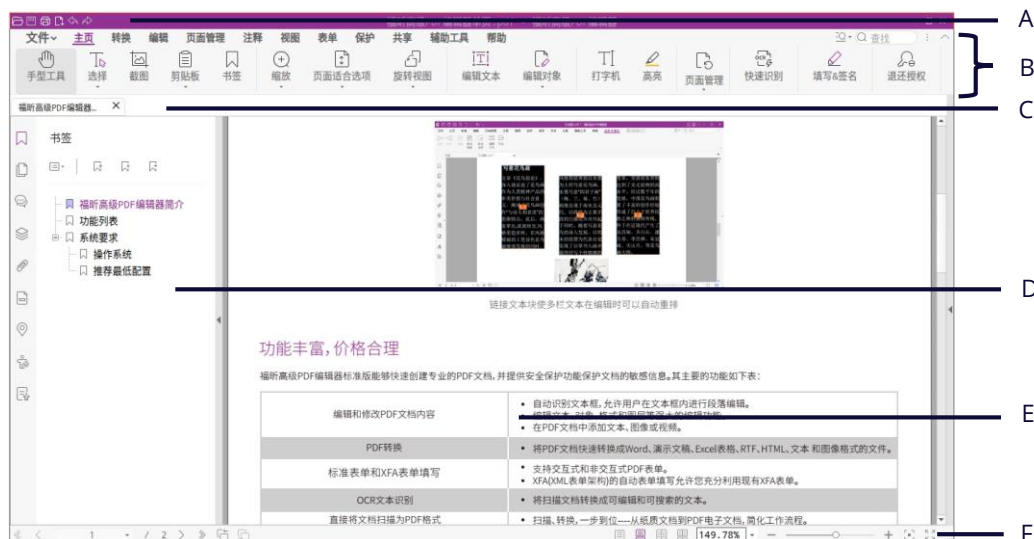 A
文件 主页 转换 编辑 页面管理 注释 视图 表单 保护 共享 辅助工具 帮助 查找
手型工具 选择 截图 剪贴板 书签 缩放 页面适合选项 旋转视图 编辑文本 编辑对象 打字机 高亮 页面管理 快速识别 填写&签名 退还授权
B
福昕高级PDF编辑器... ×
C
书签
福昕高级PDF编辑器简介
功能列表
系统要求
操作系统
推荐最低配置
D
链接文本块使多栏文本在编辑时可以自动重排
功能丰富,价格合理
福昕高级PDF编辑器标准版能够快速创建专业的PDF文档,并提供安全保护功能保护文档的敏感信息。其主要的功能如下表:
编辑和修改PDF文档内容
• 自动识别文本框,允许用户在文本框内进行段落编辑。
• 在PDF文档中添加文本、图像或视频。
E
PDF转换
• 将PDF文档快速转换成Word、演示文稿、Excel表格、RTF、HTML、文本 和图像格式的文件。
标准表单和XFA表单填写
• 支持交互式和非交互式PDF表单。
• XFA(XML表单架构)的自动表单填写允许您充分利用现有XFA表单。
OCR文本识别
• 将扫描文档转换成可编辑和可搜索的文本。
直接将文档扫描为PDF格式
• 扫描、转换,一步到位----从纸质文档到PDF电子文档,简化工作流程。
1 / 2 149.78%
F